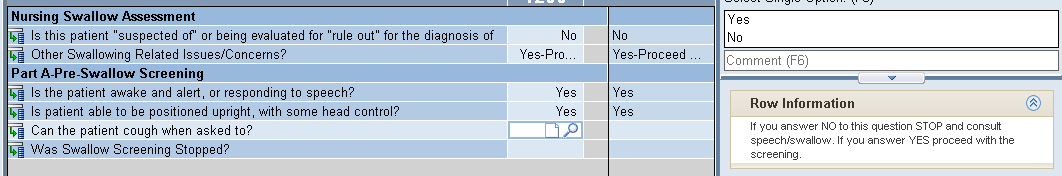 Nursing Swallow Assessment
Is this patient "suspected of" or being evaluated for "rule out" for the diagnosis of No No
Other Swallowing Related Issues/Concerns? Yes-Pro... Yes-Proceed ...
Part A-Pre-Swallow Screening
Is the patient awake and alert, or responding to speech? Yes Yes
Is patient able to be positioned upright, with some head control? Yes Yes
Can the patient cough when asked to?
Was Swallow Screening Stopped?
Yes
No
Comment (F6)
Row Information
If you answer NO to this question STOP and consult
speech/swallow. If you answer YES proceed with the
screening.